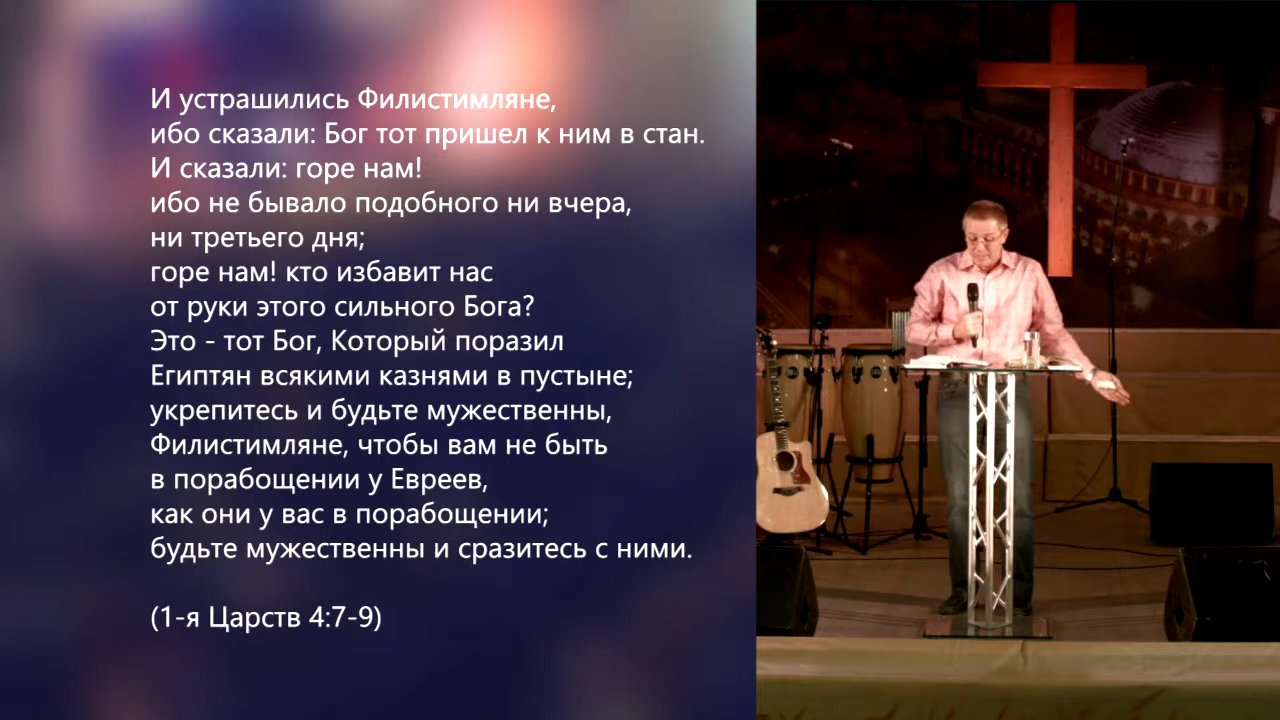 И устрашились Филистимляне,
ибо сказали: Бог тот пришел к ним в стан.
И сказали: горе нам!
ибо не бывало подобного ни вчера,
ни третьего дня;
горе нам! кто избавит нас
от руки этого сильного Бога?
Это - тот Бог, Который поразил
Египтян всякими казнями в пустыне;
укрепитесь и будьте мужественны,
Филистимляне, чтобы вам не быть
в порабощении у Евреев,
как они у вас в порабощении;
будьте мужественны и сразитесь с ними.
(1-я Царств 4:7-9)